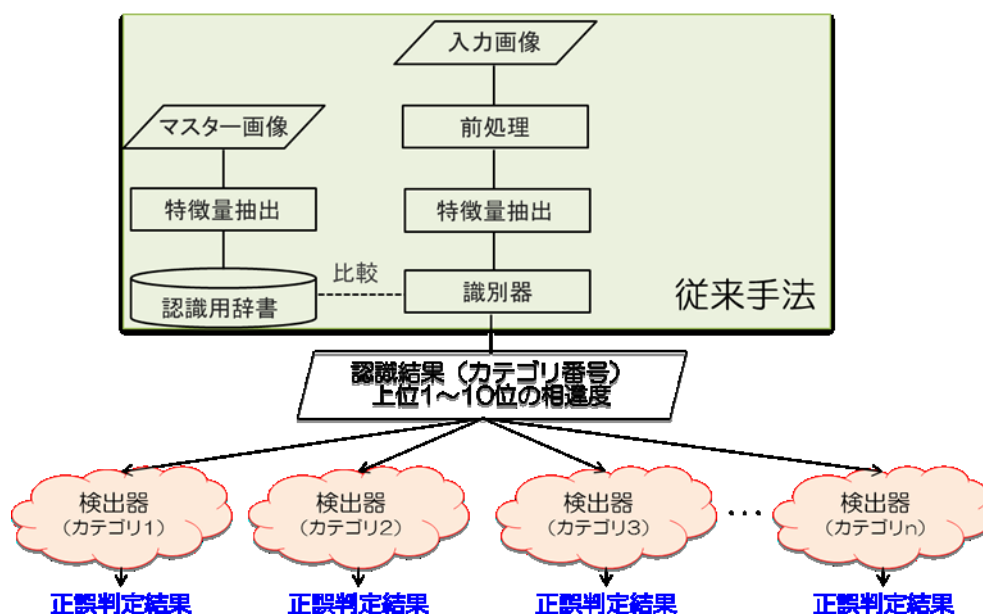 入力画像
マスター画像
前処理
特徴量抽出
特徴量抽出
比較
認識用辞書
識別器
従来手法
認識結果（カテゴリ番号）
上位1～10位の相違度
検出器
（カテゴリ1）
検出器
（カテゴリ2）
検出器
（カテゴリ3）
…
検出器
（カテゴリn）
正誤判定結果
正誤判定結果
正誤判定結果
正誤判定結果